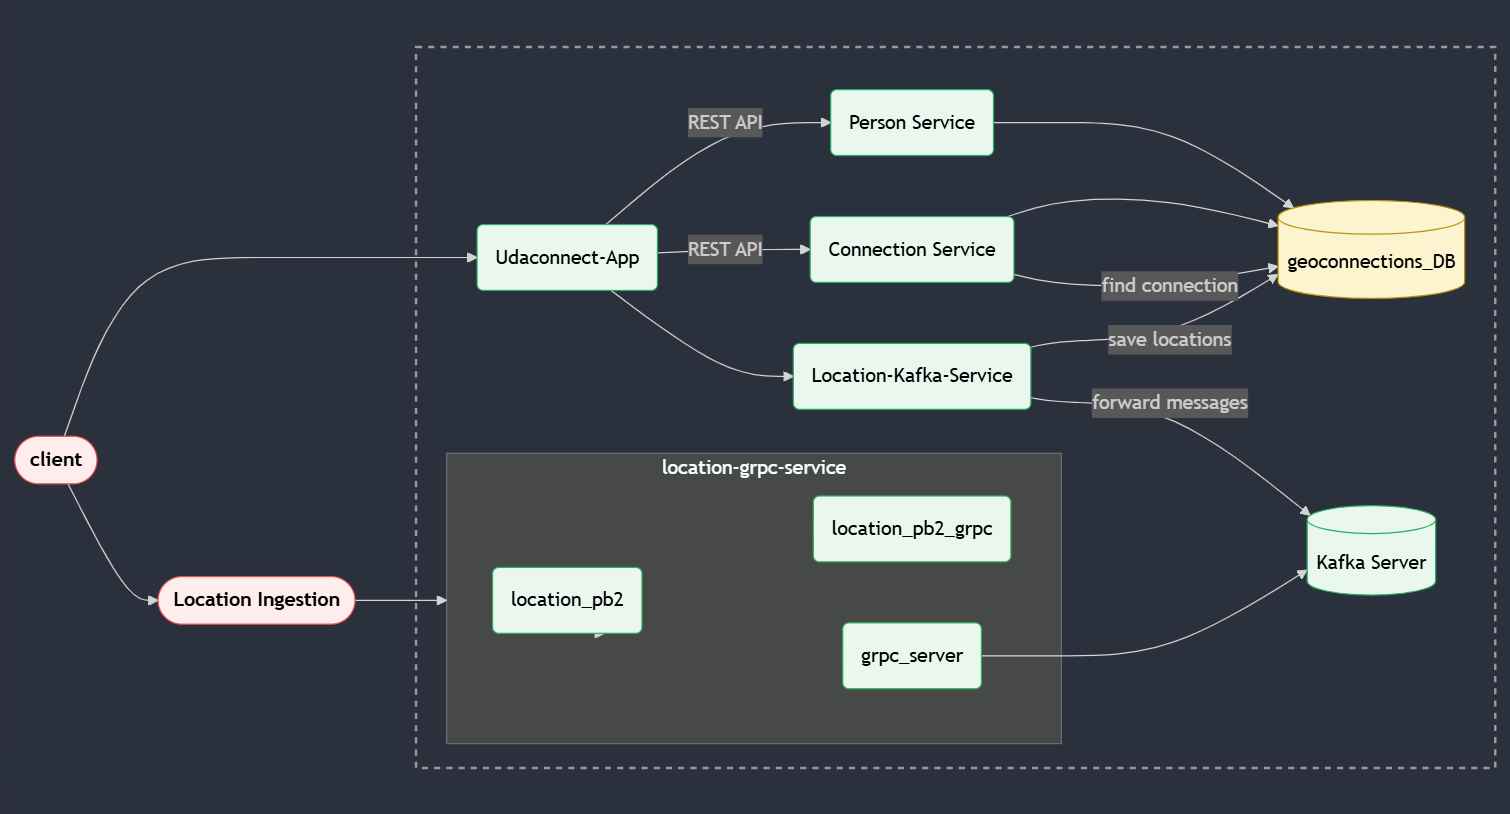 REST API
Person Service
Udaconnect-App
REST API
Connection Service
geoconnections_DB
find connection
save locations
Location-Kafka-Service
forward messages
client
location-grpc-service
location_pb2_grpc
Kafka Server
Location Ingestion
location_pb2
grpc_server